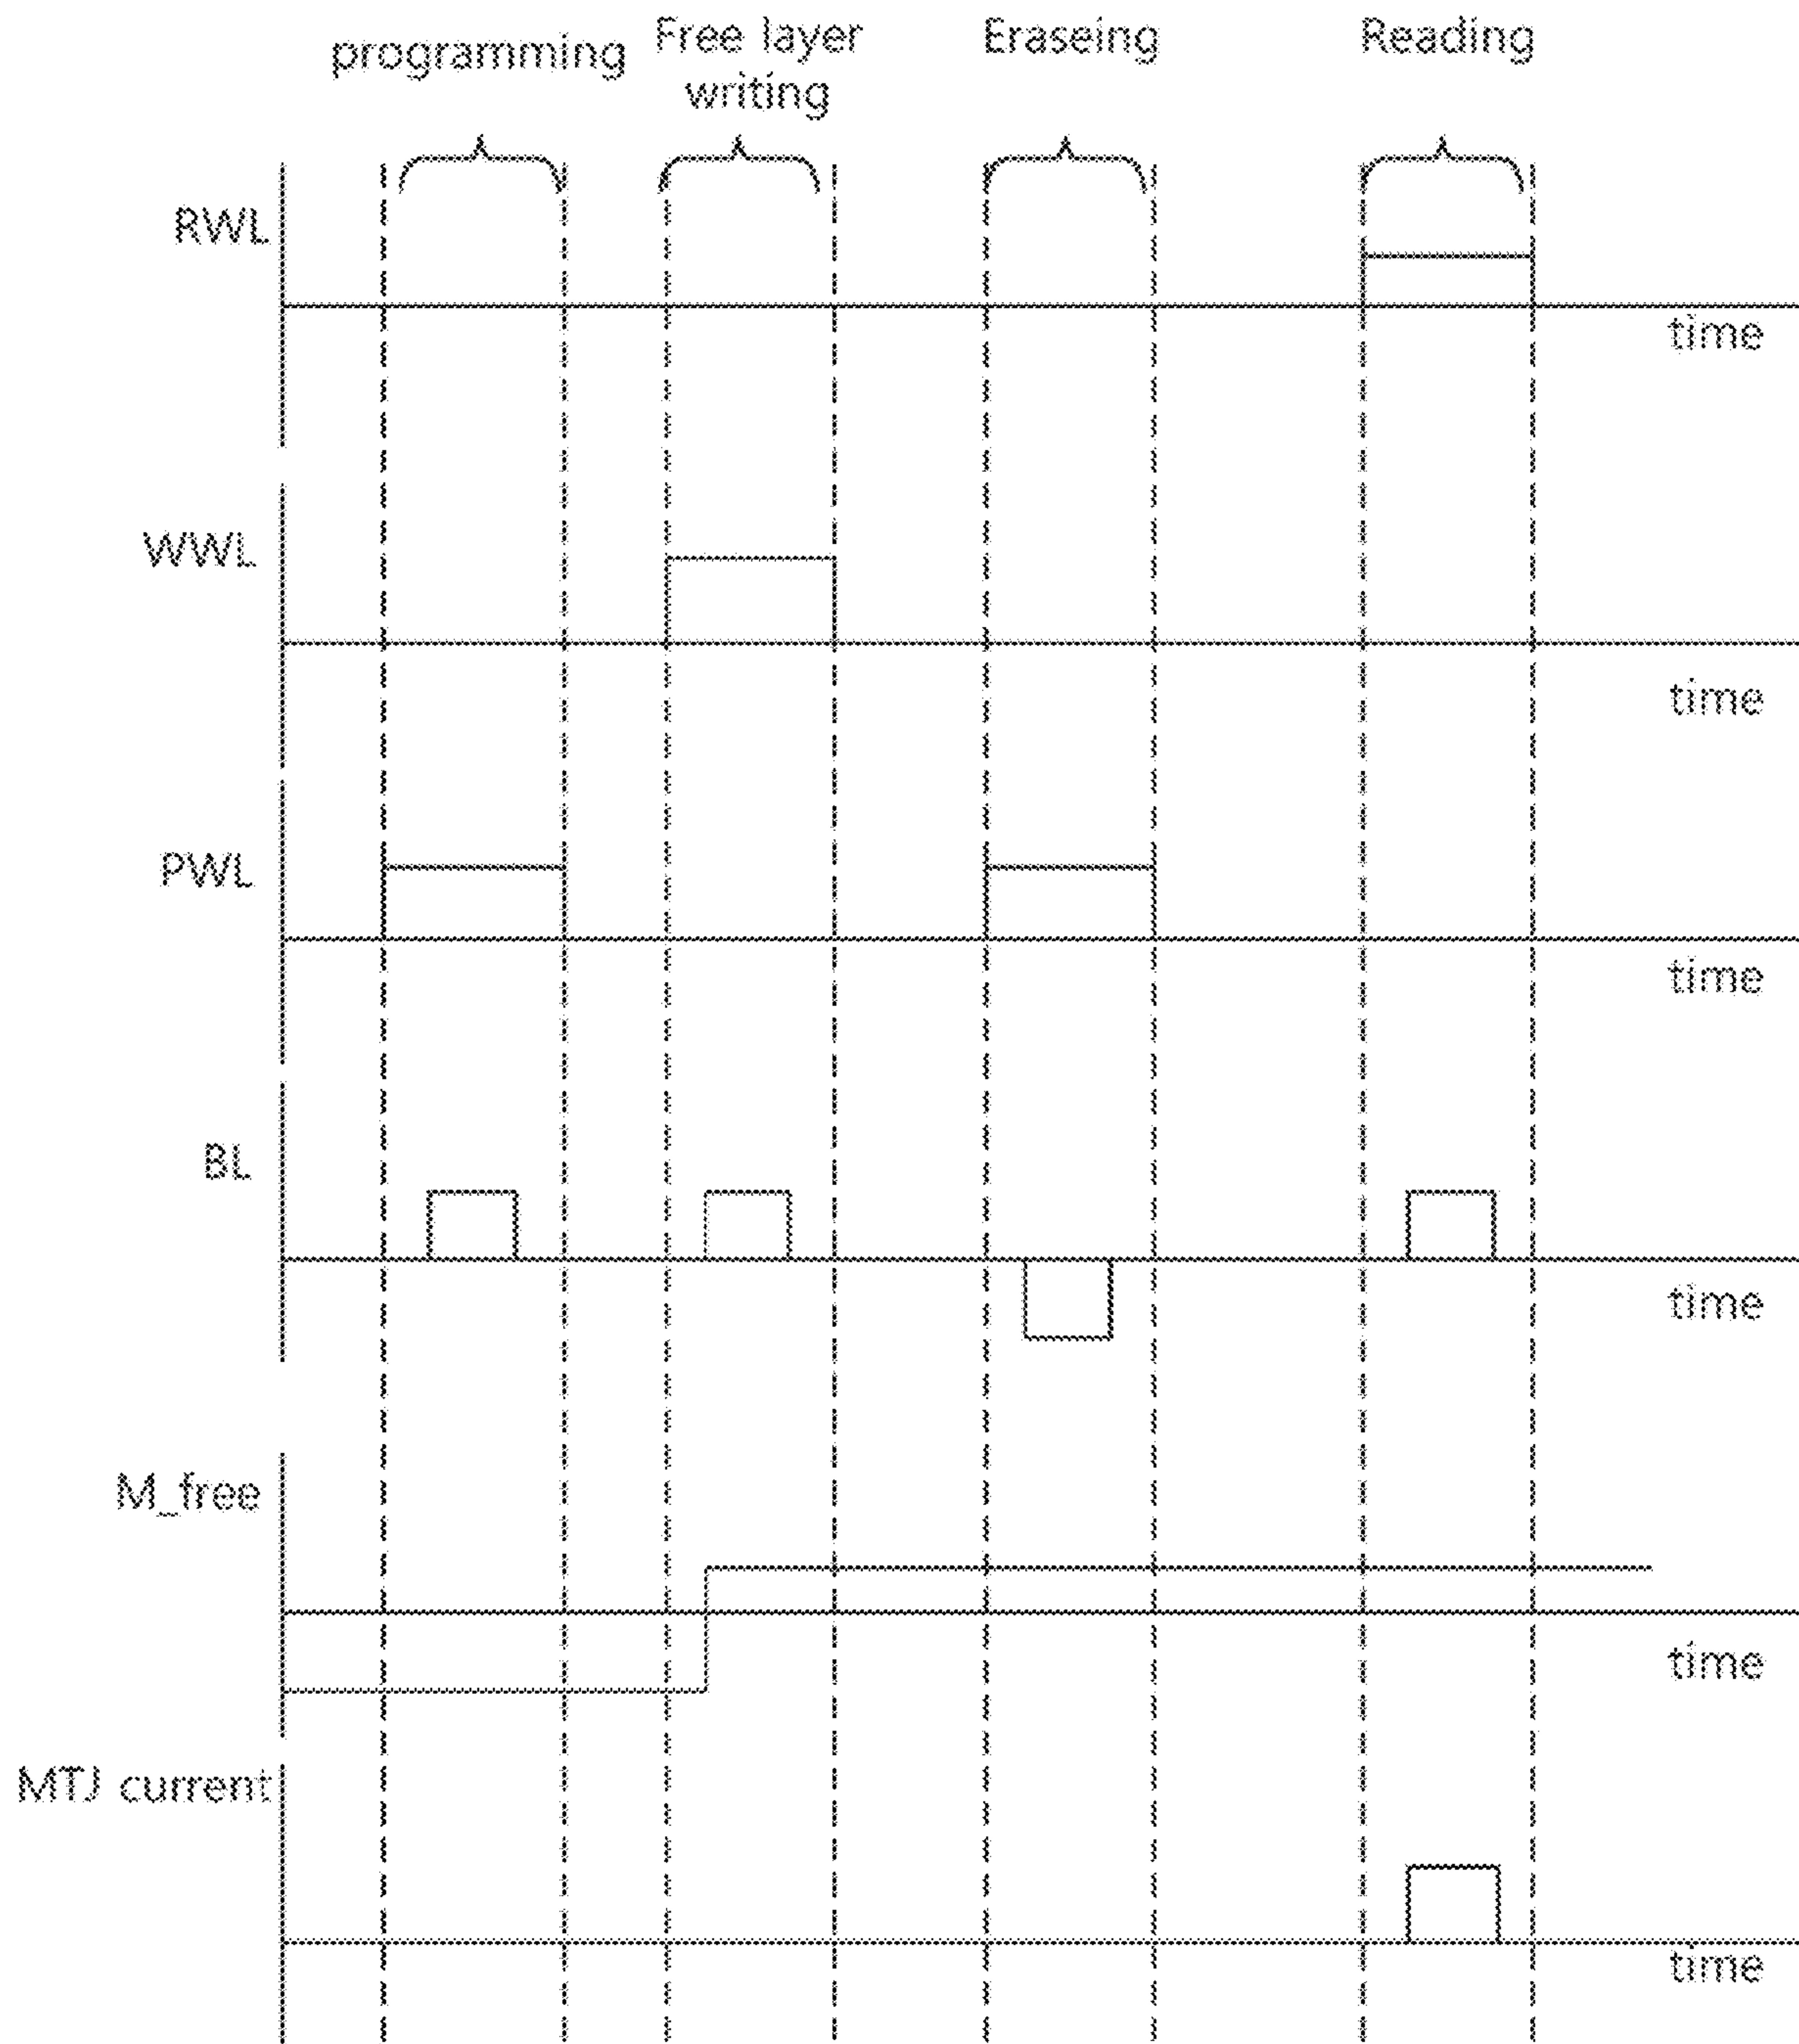 programming
Free layer
writing
Eraseing
Reading
RWL
time
WWL
time
PWL
time
BL
time
M_free
time
MTJ current
time